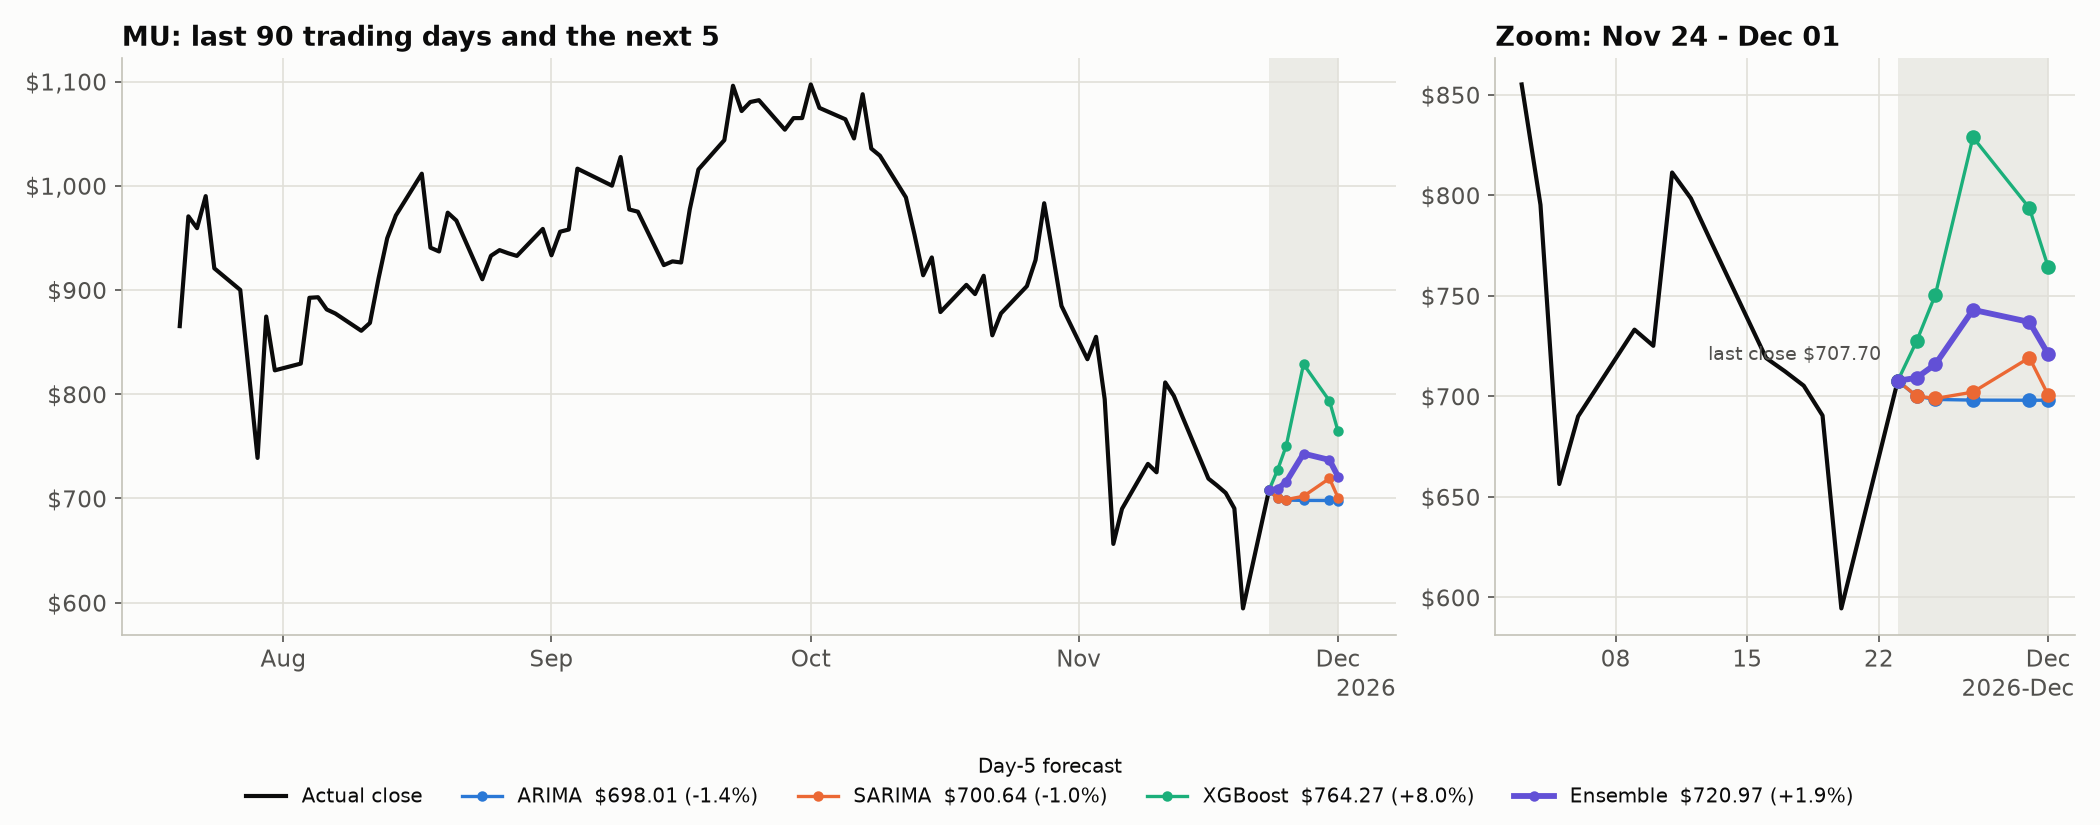 MU: last 90 trading days and the next 5
$1,100
$1,000
$900
$800
$700
$600
Aug
Sep
Oct
Nov
Dec
2026
Zoom: Nov 24 - Dec 01
$850
$800
$750
$700
$650
$600
last close $707.70
08
15
22
Dec
2026-Dec
Day-5 forecast
Actual close
ARIMA $698.01 (-1.4%)
SARIMA $700.64 (-1.0%)
XGBoost $764.27 (+8.0%)
Ensemble $720.97 (+1.9%)